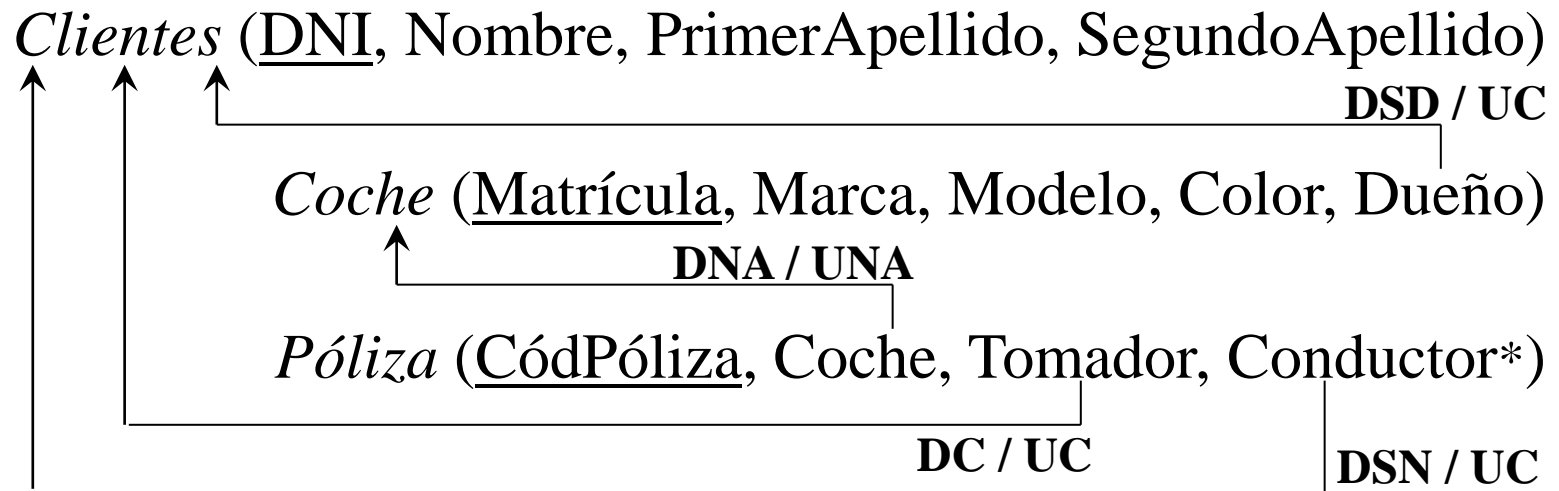 Clientes (DNI, Nombre, PrimerApellido, SegundoApellido)
DSD / UC
Coche (Matrícula, Marca, Modelo, Color, Dueño)
DNA / UNA
Póliza (CódPóliza, Coche, Tomador, Conductor*)
DC / UC
DSN / UC